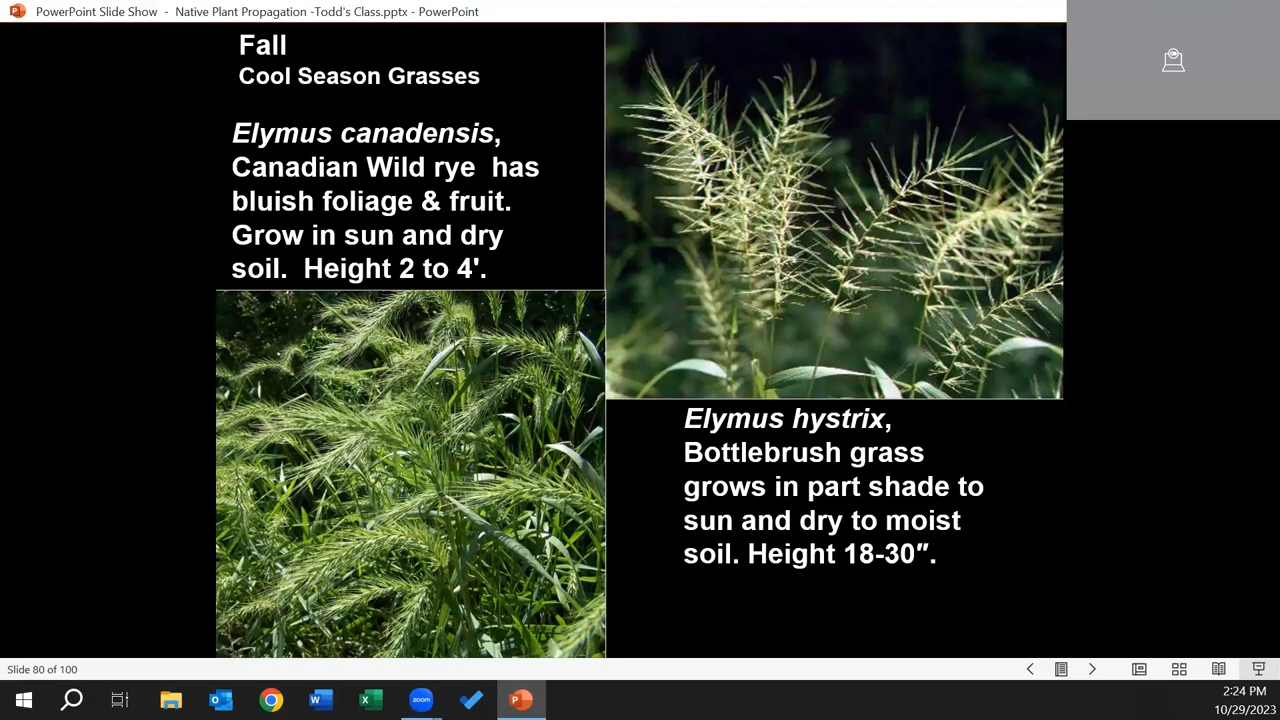 PowerPoint Slide Show - Native Plant Propagation -Todd's Class.pptx - PowerPoint
Fall
Cool Season Grasses
Elymus canadensis,
Canadian Wild rye has
bluish foliage & fruit.
Grow in sun and dry
soil. Height 2 to 4'.
Elymus hystrix,
Bottlebrush grass
grows in part shade to
sun and dry to moist
soil. Height 18-30″.
Slide 80 of 100
zoom
2:24 PM
10/29/2023